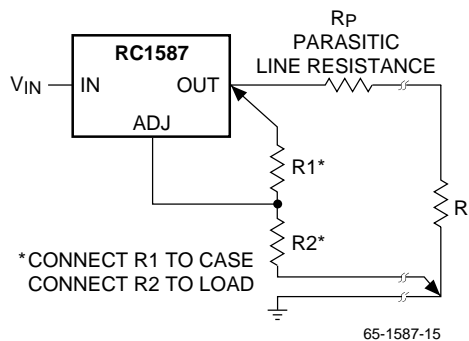 RP
PARASITIC
LINE RESISTANCE
RC1587
VIN
IN
OUT
ADJ
R1*
R
R2*
*CONNECT R1 TO CASE
CONNECT R2 TO LOAD
65-1587-15